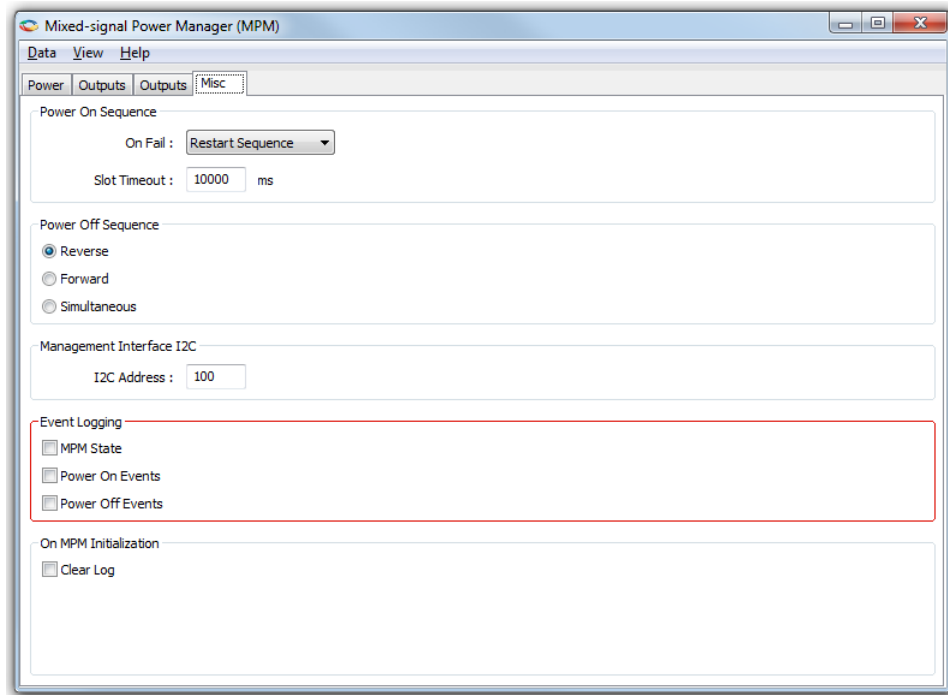 Mixed-signal Power Manager (MPM)
Data View Help
Power Outputs Outputs Misc
Power On Sequence
On Fail : Restart Sequence
Slot Timeout : 10000 ms
Power Off Sequence
Reverse
Forward
Simultaneous
Management Interface I2C
I2C Address : 100
Event Logging
MPM State
Power On Events
Power Off Events
On MPM Initialization
Clear Log